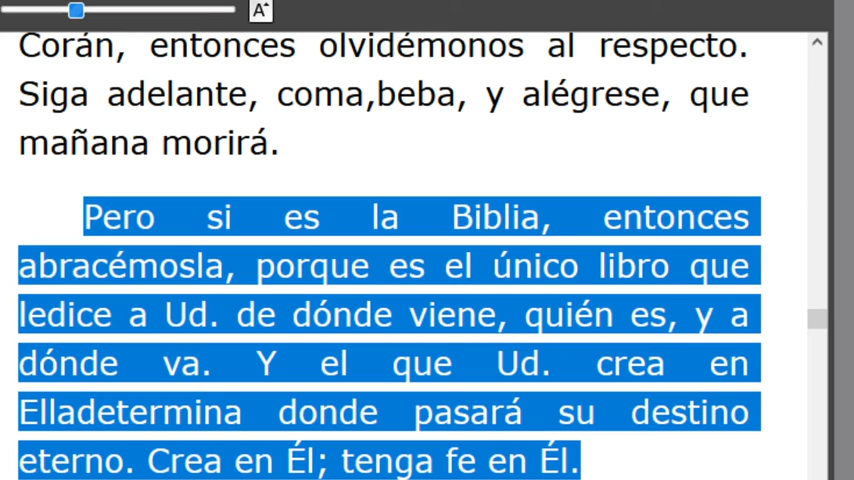 A
Corán, entonces olvidémonos al respecto.
Siga adelante, coma,beba, y alégrese, que
mañana morirá.
Pero si es la Biblia, entonces
abracémosla, porque es el único libro que
ledice a Ud. de dónde viene, quién es, y a
dónde va. Y el que Ud. crea en
Elladetermina donde pasará su destino
eterno. Crea en Él; tenga fe en Él.